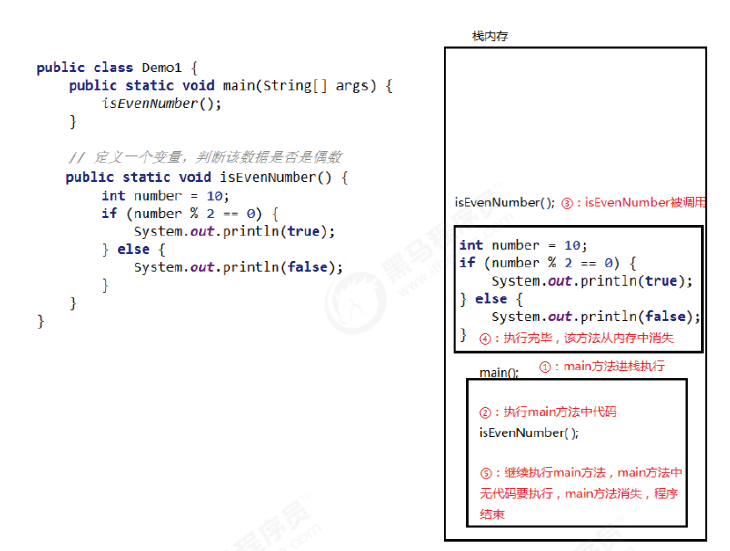 栈内存
public class Demo1 {
public static void main(String[] args) {
isEvenNumber();
}
// 定义一个变量，判断该数据是否是偶数
public static void isEvenNumber() {
int number = 10;
if (number % 2 == 0) {
System.out.println(true);
} else {
System.out.println(false);
}
}
}
isEvenNumber(); ③：isEvenNumber被调用
int number = 10;
if (number % 2 == 0) {
System.out.println(true);
} else {
System.out.println(false);
} ④：执行完毕，该方法从内存中消失
main(); ①：main方法进栈执行
②：执行main方法中代码
isEvenNumber( );
⑤：继续执行main方法，main方法中
无代码要执行，main方法消失，程序
结束
黑马程序员